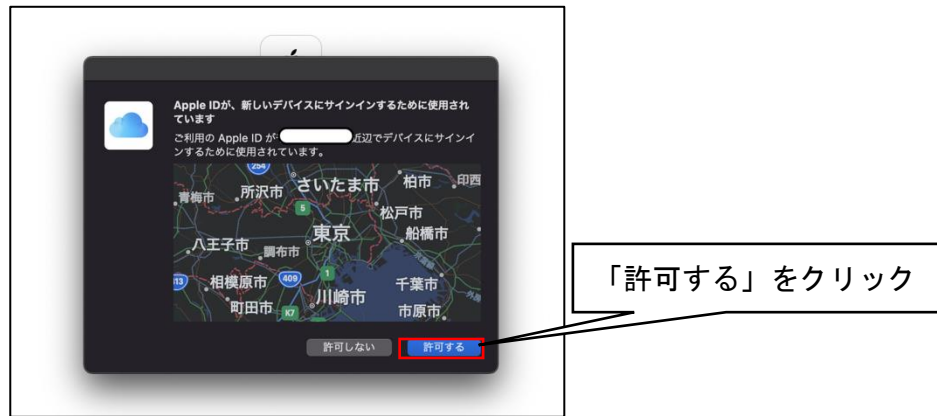 Apple IDが、新しいデバイスにサインインするために使用され
ています
ご利用の Apple ID が
近辺でデバイスにサインイ
ンするために使用されています。
254
さいたま市
柏市
印西
青梅市
所沢市
5
松戸市
東京
船橋市
八王子市
調布市
413
相模原市
409
1
千葉市
川崎市
町田市
K7
市原市
許可しない
許可する
「許可する」をクリック